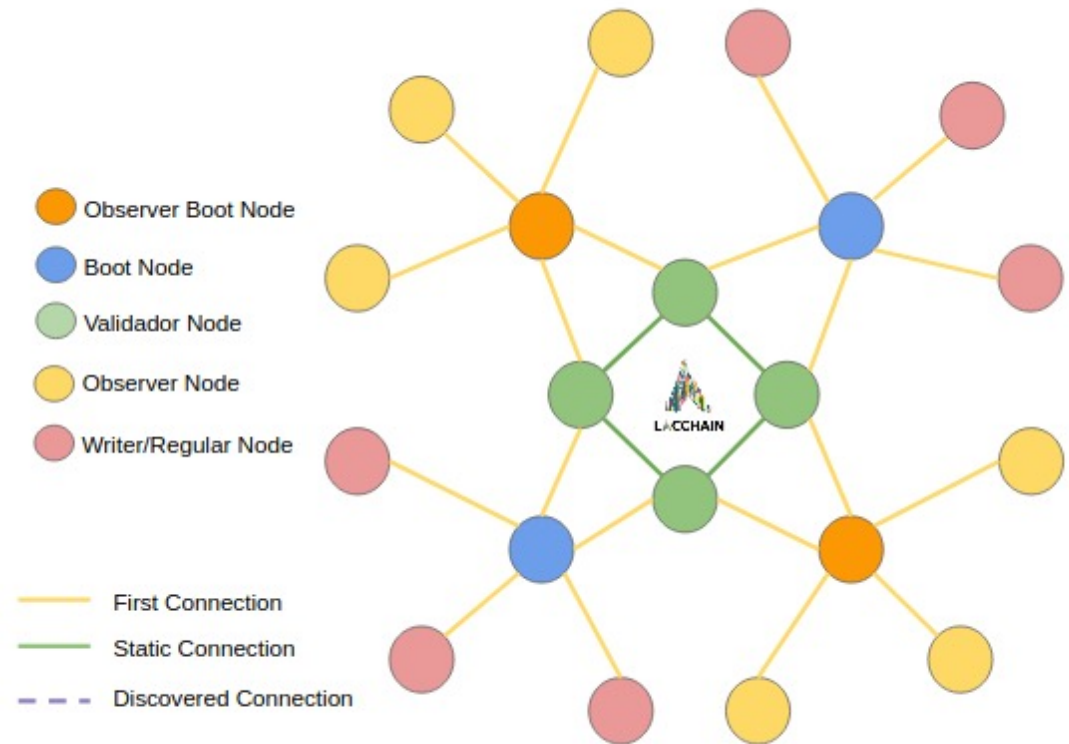 Observer Boot Node
Boot Node
Validador Node
Observer Node
Writer/Regular Node
LACCHAIN
First Connection
Static Connection
Discovered Connection